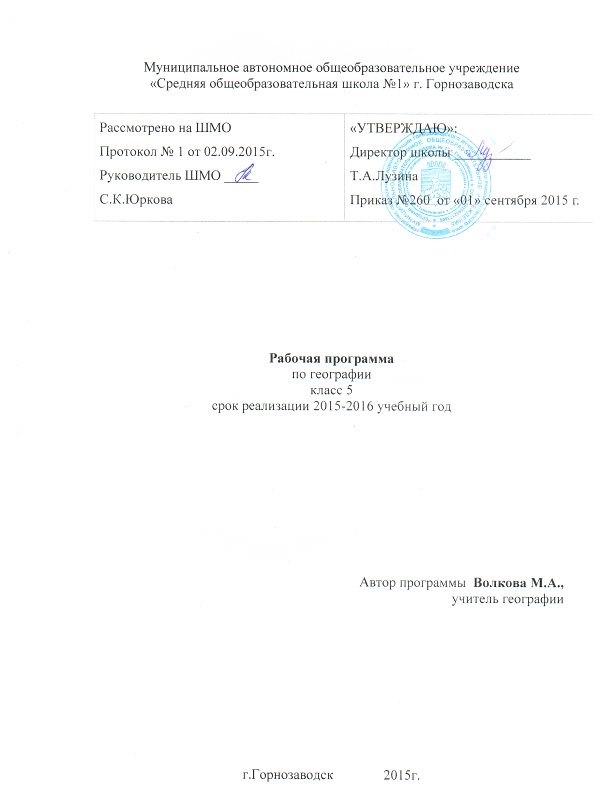 Муниципальное автономное общеобразовательное учреждение
«Средняя общеобразовательная школа №1» г. Горнозаводска
Рассмотрено на ШМО
Протокол № 1 от 02.09.2015г.
Руководитель ШМО _____
С.К.Юркова
«УТВЕРЖДАЮ»:
Директор школы ___________
Т.А.Лузина
Приказ №260 от «01» сентября 2015 г.
Рабочая программа
по географии
класс 5
срок реализации 2015-2016 учебный год
Автор программы Волкова М.А.,
учитель географии
г.Горнозаводск 2015г.